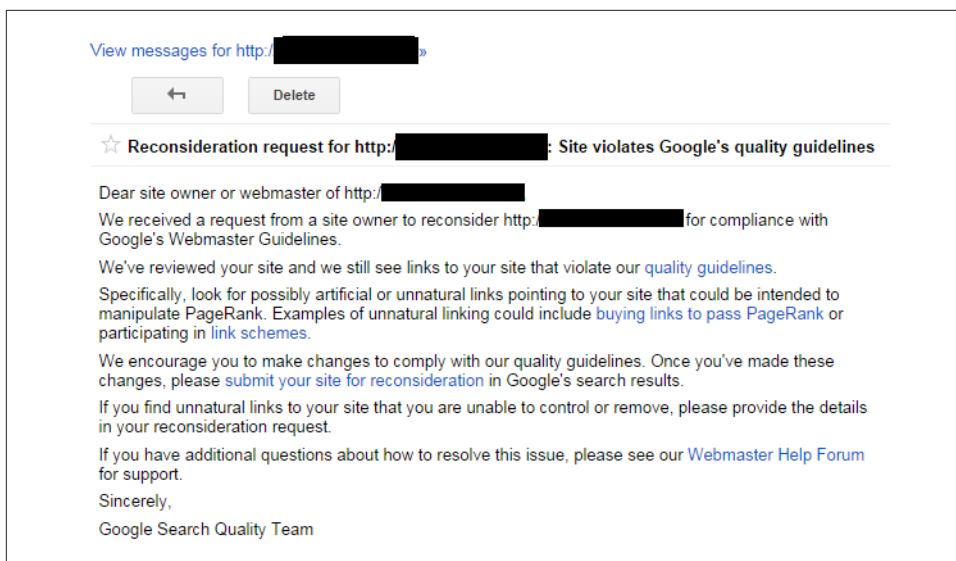 View messages for http:/ »
Delete
Reconsideration request for http:/ : Site violates Google's quality guidelines
Dear site owner or webmaster of http:/
We received a request from a site owner to reconsider http:/ for compliance with
Google's Webmaster Guidelines.
We've reviewed your site and we still see links to your site that violate our quality guidelines.
Specifically, look for possibly artificial or unnatural links pointing to your site that could be intended to
manipulate PageRank. Examples of unnatural linking could include buying links to pass PageRank or
participating in link schemes.
We encourage you to make changes to comply with our quality guidelines. Once you've made these
changes, please submit your site for reconsideration in Google's search results.
If you find unnatural links to your site that you are unable to control or remove, please provide the details
in your reconsideration request.
If you have additional questions about how to resolve this issue, please see our Webmaster Help Forum
for support.
Sincerely,
Google Search Quality Team